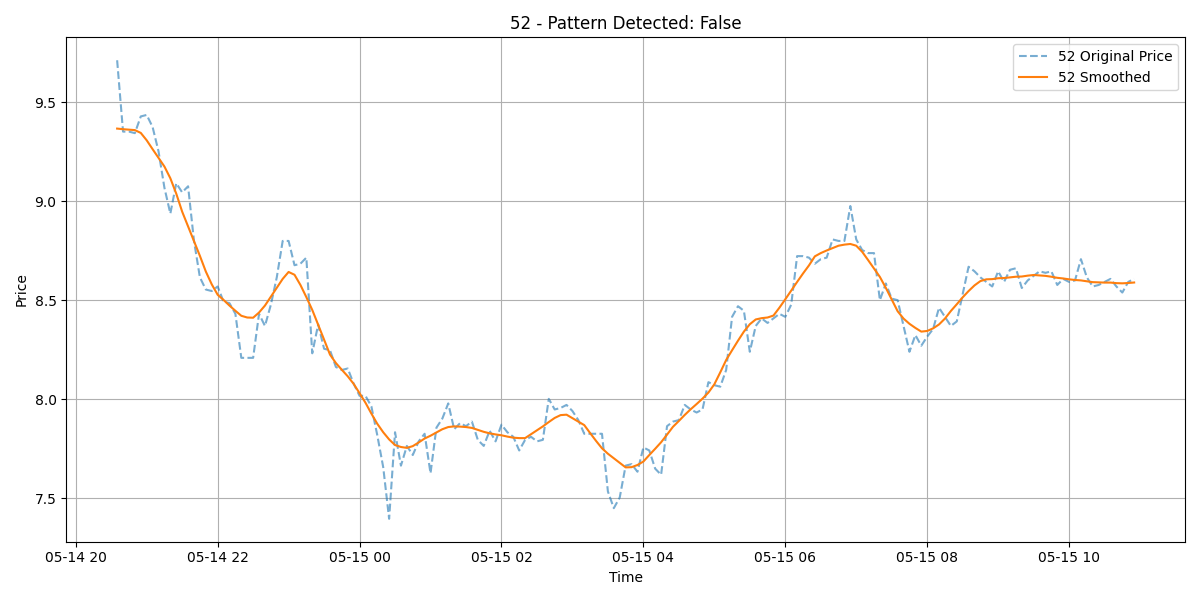 52 - Pattern Detected: False
52 Original Price
52 Smoothed
Price
9.5
9.0
8.5
8.0
7.5
05-14 20
05-14 22
05-15 00
05-15 02
05-15 04
05-15 06
05-15 08
05-15 10
Time